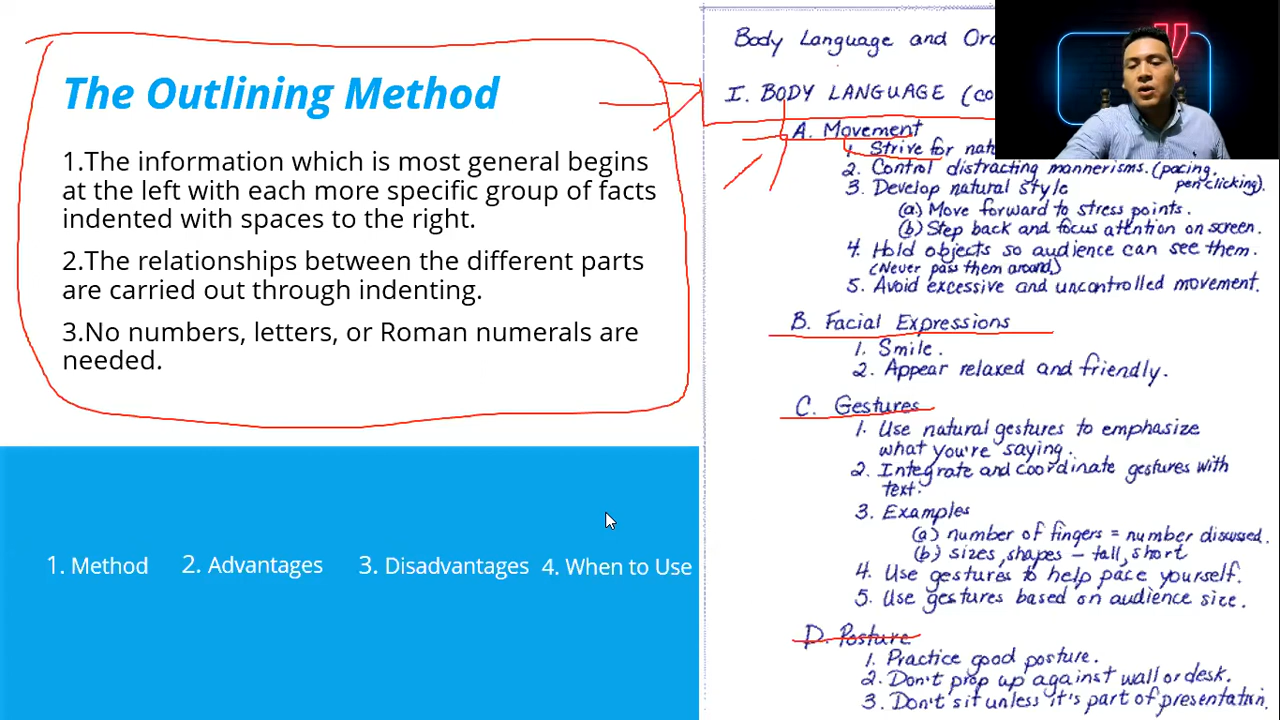 The Outlining Method
1.The information which is most general begins
at the left with each more specific group of facts
indented with spaces to the right.
2.The relationships between the different parts
are carried out through indenting.
3.No numbers, letters, or Roman numerals are
needed.
1. Method
2. Advantages
3. Disadvantages
4. When to Use
Body Language and
I. BODY LANGUAGE
A. Movement
1. Strive for
2. Control distracting mannerisms. (pacing,
pen clicking).
3. Develop natural style
(a) Move forward to stress points.
(b) Step back and focus attention on screen.
4. Hold objects so audience can see them.
(Never pass them around)
5. Avoid excessive and uncontrolled movement.
B. Facial Expressions
1. Smile.
2. Appear relaxed and friendly.
C. Gestures
1. Use natural gestures to emphasize
what you're saying.
2. Integrate and coordinate gestures with
text.
3. Examples
(a) number of fingers = number discussed.
(b) sizes, shapes - tall, short
4. Use gestures to help pace yourself.
5. Use gestures based on audience size.
D. Posture
1. Practice good posture.
2. Don't prop up against wall or desk.
3. Don't sit unless it's part of presentation.